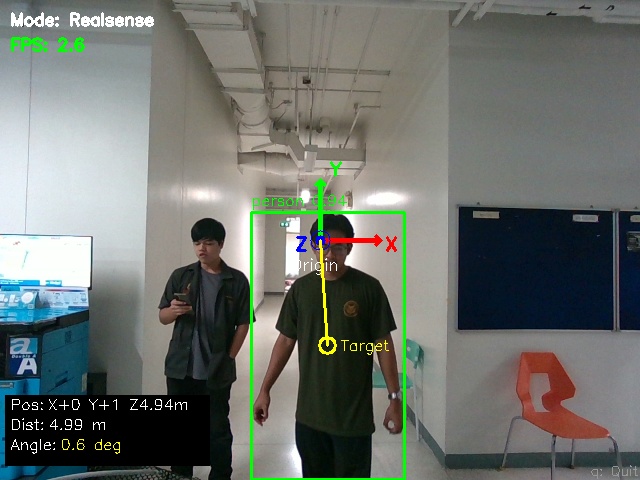 Mode: Realsense
FPS: 2.6
Y
Z
X
Origin
Target
Double A
a
A
Pos: X+0 Y+1 Z4.94m
Dist: 4.99 m
Angle: 0.6 deg
q: Quit